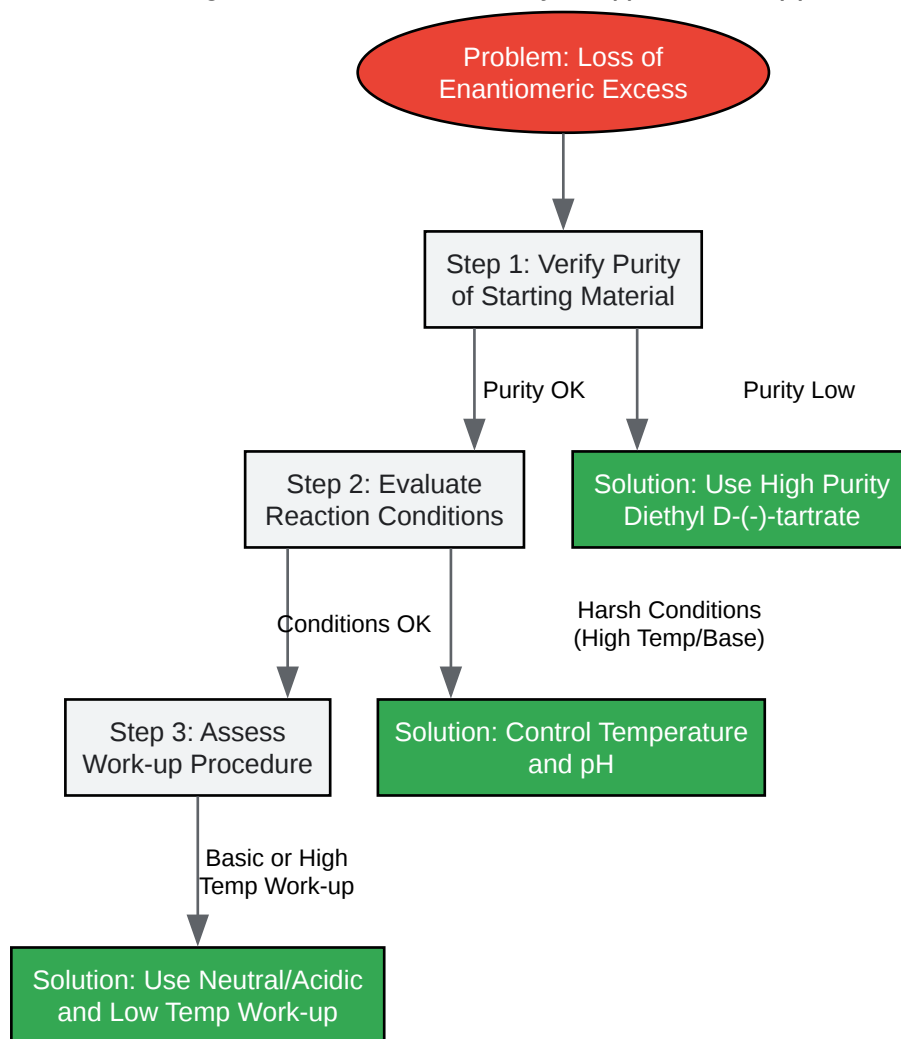 Problem: Loss of
Enantiomeric Excess
Step 1: Verify Purity
of Starting Material
Purity OK
Purity Low
Step 2: Evaluate
Reaction Conditions
Solution: Use High Purity
Diethyl D-(-)-tartrate
Conditions OK
Harsh Conditions
(High Temp/Base)
Step 3: Assess
Work-up Procedure
Solution: Control Temperature
and pH
Basic or High
Temp Work-up
Solution: Use Neutral/Acidic
and Low Temp Work-up